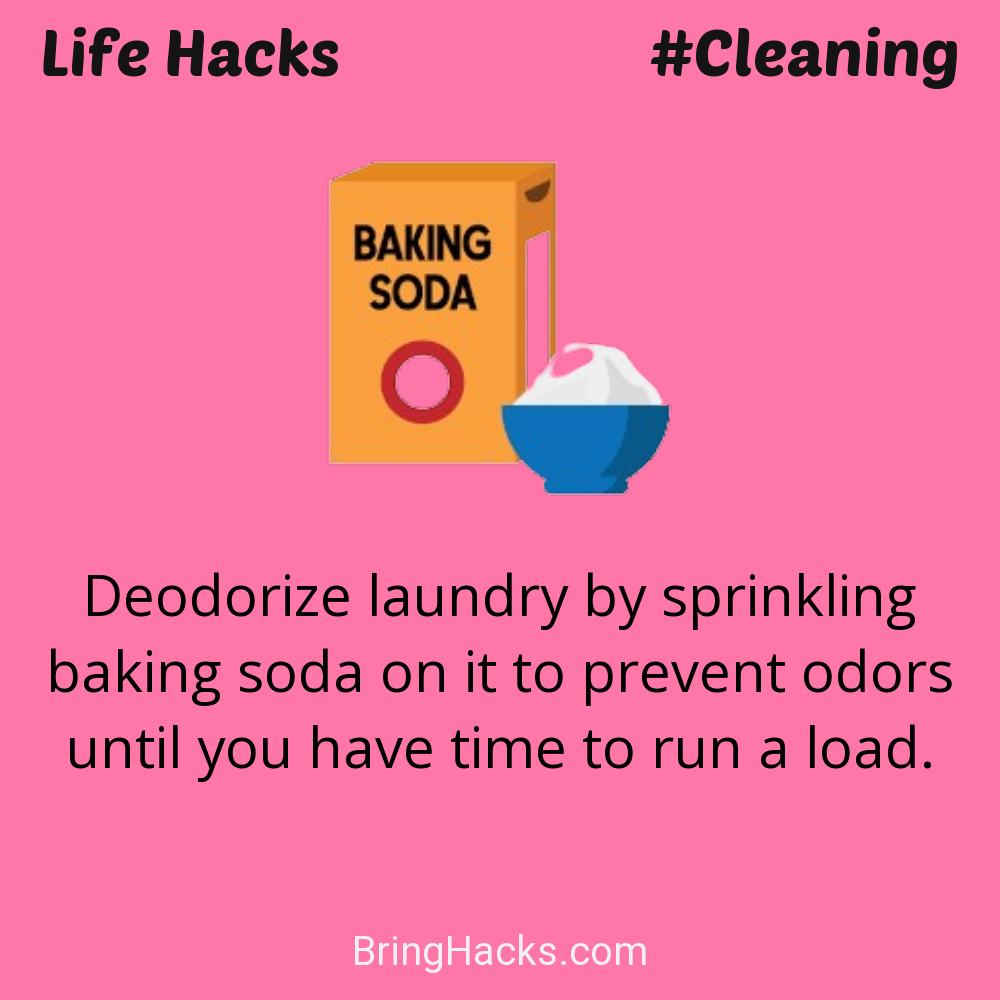 Life Hacks #Cleaning
BAKING
SODA
Deodorize laundry by sprinkling
baking soda on it to prevent odors
until you have time to run a load.
BringHacks.com